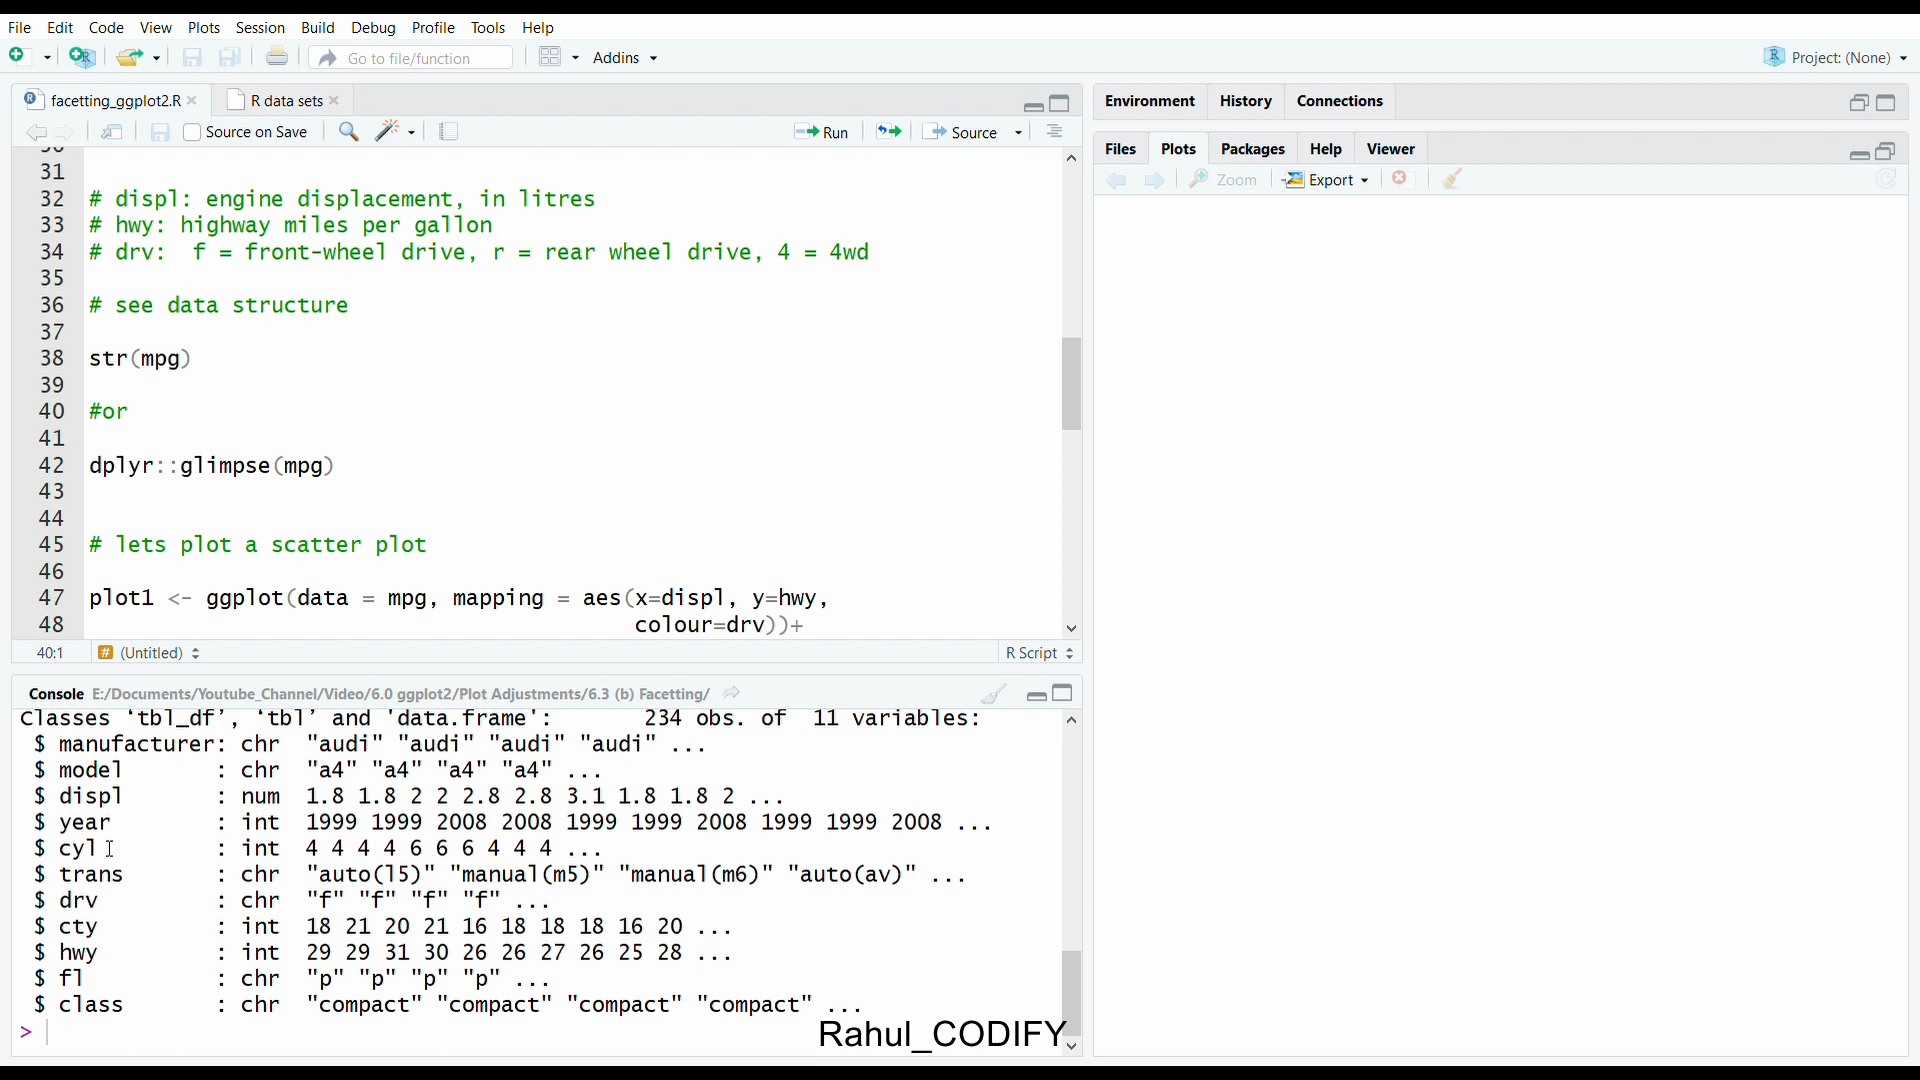 File Edit Code View Plots Session Build Debug Profile Tools Help
Go to file/function Addins Project: (None)
facetting_ggplot2.R R data sets
Source on Save Run Source
31
32 # displ: engine displacement, in litres
33 # hwy: highway miles per gallon
34 # drv:  f = front-wheel drive, r = rear wheel drive, 4 = 4wd
35
36 # see data structure
37
38 str(mpg)
39
40 #or
41
42 dplyr::glimpse(mpg)
43
44
45 # lets plot a scatter plot
46
47 plot1 <- ggplot(data = mpg, mapping = aes(x=displ, y=hwy,
48 colour=drv))+
40:1 # (Untitled) R Script
Console E:/Documents/Youtube_Channel/Video/6.0 ggplot2/Plot Adjustments/6.3 (b) Facetting/
Classes ‘tbl_df’, ‘tbl’ and 'data.frame': 234 obs. of  11 variables:
$ manufacturer: chr  "audi" "audi" "audi" "audi" ...
$ model : chr  "a4" "a4" "a4" "a4" ...
$ displ : num  1.8 1.8 2 2 2.8 2.8 3.1 1.8 1.8 2 ...
$ year : int  1999 1999 2008 2008 1999 1999 2008 1999 1999 2008 ...
$ cyl : int  4 4 4 4 6 6 6 4 4 4 ...
$ trans : chr  "auto(l5)" "manual(m5)" "manual(m6)" "auto(av)" ...
$ drv : chr  "f" "f" "f" "f" ...
$ cty : int  18 21 20 21 16 18 18 18 16 20 ...
$ hwy : int  29 29 31 30 26 26 27 26 25 28 ...
$ fl : chr  "p" "p" "p" "p" ...
$ class : chr  "compact" "compact" "compact" "compact" ...
>
Rahul_CODIFY
Environment History Connections
Files Plots Packages Help Viewer
Zoom Export